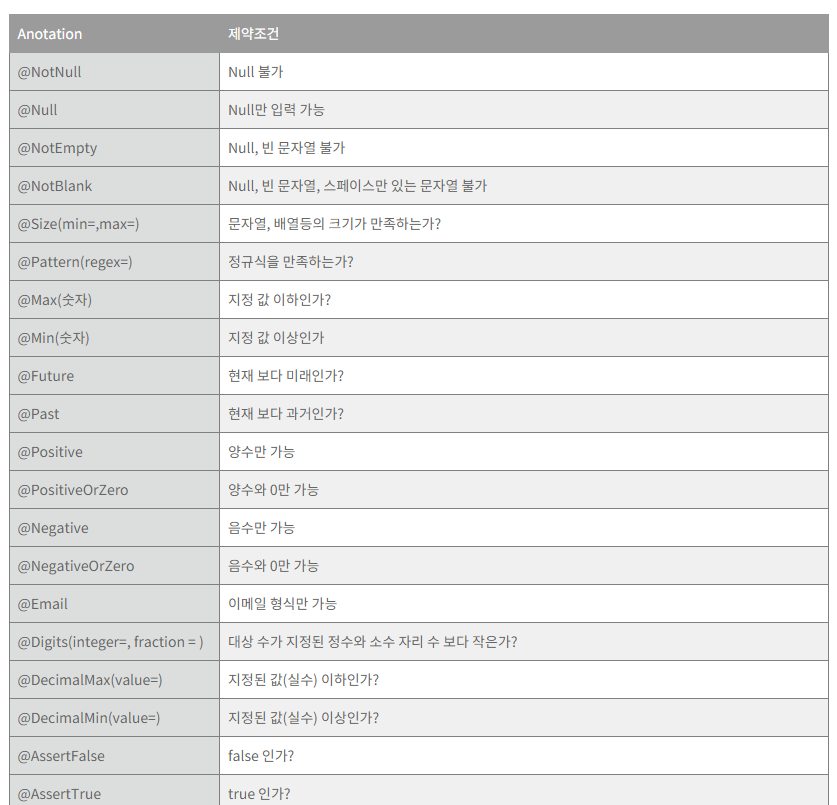 Anotation 제약조건
@NotNull Null 불가
@Null Null만 입력 가능
@NotEmpty Null, 빈 문자열 불가
@NotBlank Null, 빈 문자열, 스페이스만 있는 문자열 불가
@Size(min=,max=) 문자열, 배열등의 크기가 만족하는가?
@Pattern(regex=) 정규식을 만족하는가?
@Max(숫자) 지정 값 이하인가?
@Min(숫자) 지정 값 이상인가
@Future 현재 보다 미래인가?
@Past 현재 보다 과거인가?
@Positive 양수만 가능
@PositiveOrZero 양수와 0만 가능
@Negative 음수만 가능
@NegativeOrZero 음수와 0만 가능
@Email 이메일 형식만 가능
@Digits(integer=, fraction = ) 대상 수가 지정된 정수와 소수 자리 수 보다 작은가?
@DecimalMax(value=) 지정된 값(실수) 이하인가?
@DecimalMin(value=) 지정된 값(실수) 이상인가?
@AssertFalse false 인가?
@AssertTrue true 인가?